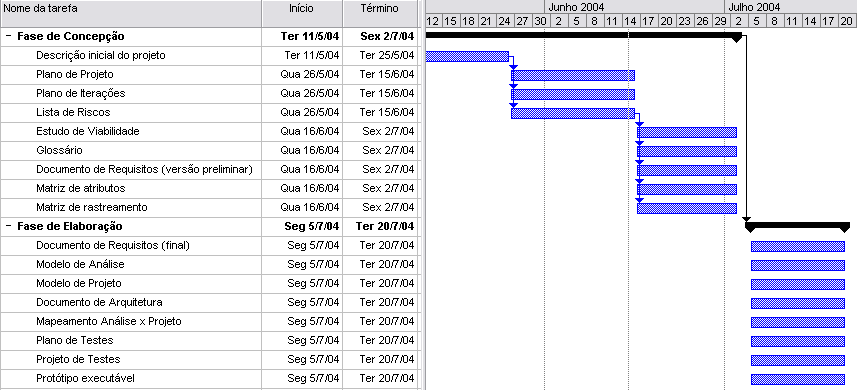 Nome da tarefa Início Término Junho 2004 Julho 2004
12 15 18 21 24 27 30 2 5 8 11 14 17 20 23 26 29 2 5 8 11 14 17 20
− Fase de Concepção Ter 11/5/04 Sex 2/7/04
Descrição inicial do projeto Ter 11/5/04 Ter 25/5/04
Plano de Projeto Qua 26/5/04 Ter 15/6/04
Plano de Iterações Qua 26/5/04 Ter 15/6/04
Lista de Riscos Qua 26/5/04 Ter 15/6/04
Estudo de Viabilidade Qua 16/6/04 Sex 2/7/04
Glossário Qua 16/6/04 Sex 2/7/04
Documento de Requisitos (versão preliminar) Qua 16/6/04 Sex 2/7/04
Matriz de atributos Qua 16/6/04 Sex 2/7/04
Matriz de rastreamento Qua 16/6/04 Sex 2/7/04
− Fase de Elaboração Seg 5/7/04 Ter 20/7/04
Documento de Requisitos (final) Seg 5/7/04 Ter 20/7/04
Modelo de Análise Seg 5/7/04 Ter 20/7/04
Modelo de Projeto Seg 5/7/04 Ter 20/7/04
Documento de Arquitetura Seg 5/7/04 Ter 20/7/04
Mapeamento Análise x Projeto Seg 5/7/04 Ter 20/7/04
Plano de Testes Seg 5/7/04 Ter 20/7/04
Projeto de Testes Seg 5/7/04 Ter 20/7/04
Protótipo executável Seg 5/7/04 Ter 20/7/04